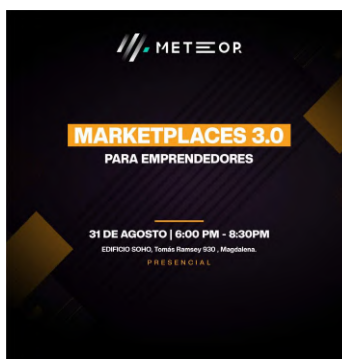 METEOR
MARKETPLACES 3.0
PARA EMPRENDEDORES
31 DE AGOSTO | 6:00 PM - 8:30PM
EDIFICIO SOHO, Tomás Ramsey 930 , Magdalena.
PRESENCIAL